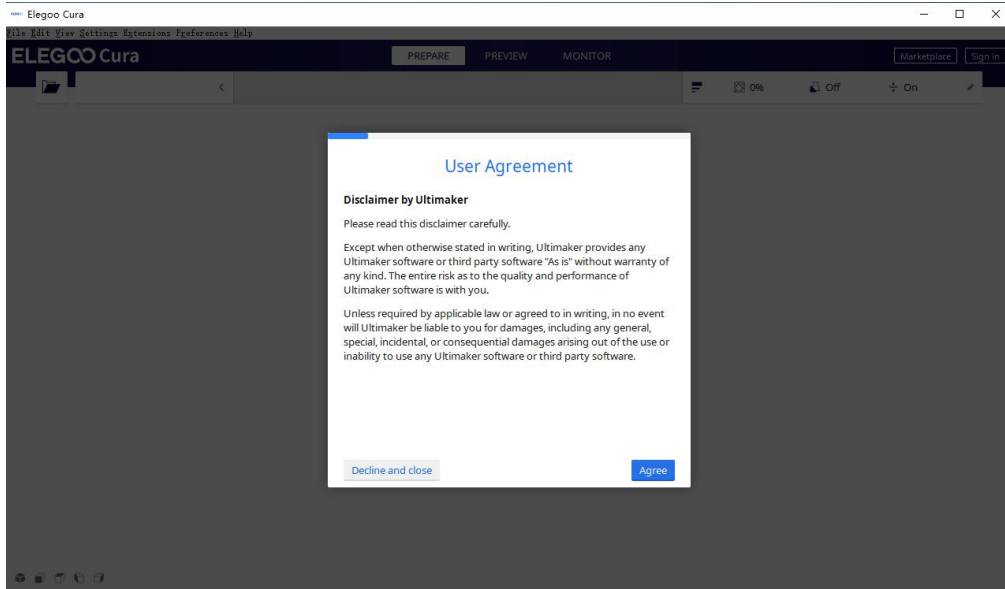 Elegoo Cura
File Edit View Settings Extensions Preferences Help
ELEGOO Cura
PREPARE PREVIEW MONITOR
Marketplace Sign in
0% Off On
User Agreement
Disclaimer by Ultimaker
Please read this disclaimer carefully.
Except when otherwise stated in writing, Ultimaker provides any
Ultimaker software or third party software "As is" without warranty of
any kind. The entire risk as to the quality and performance of
Ultimaker software is with you.
Unless required by applicable law or agreed to in writing, in no event
will Ultimaker be liable to you for damages, including any general,
special, incidental, or consequential damages arising out of the use or
inability to use any Ultimaker software or third party software.
Decline and close Agree